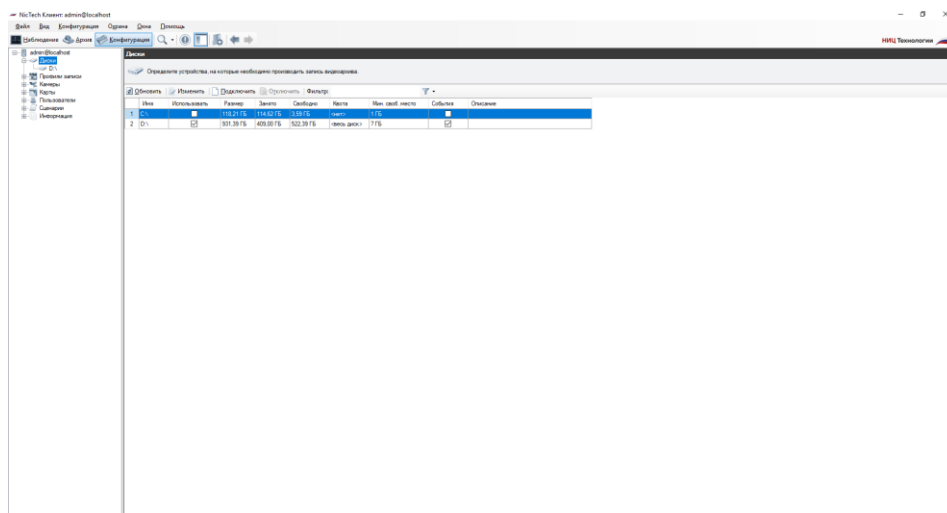 NicTech Клиент: admin@localhost
Файл Вид Конфигурация Охрана Окна Помощь
Наблюдение Архив Конфигурация
НИЦ Технологии
admin@localhost
Диски
D:\
Правила записи
Камеры
Карты
Пользователи
Сценарии
Информация
Диски
Определите устройства, на которые необходимо производить запись видеоархива.
Обновить Изменить Подключить Отключить Фильтр:
Имя Использовать Размер Занято Свободно Квота Мин. своб. место События Описание
1 C:\ 118,21 ГБ 114,62 ГБ 3,59 ГБ <нет> 1 ГБ
2 D:\ 931,39 ГБ 409,00 ГБ 522,39 ГБ <весь диск> 7 ГБ